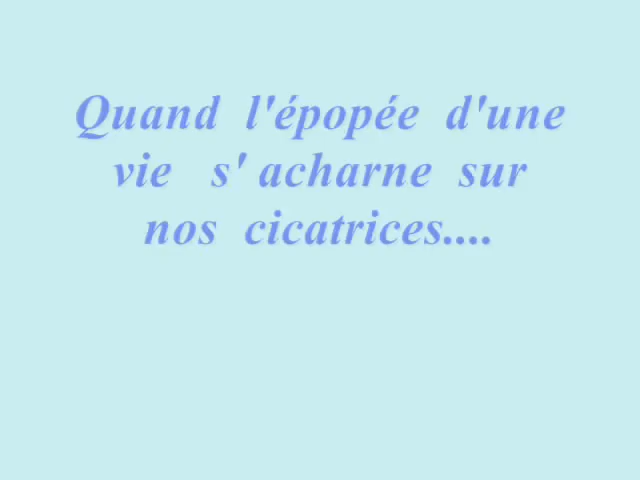 Quand l'épopée d'une
vie s' acharne sur
nos cicatrices....